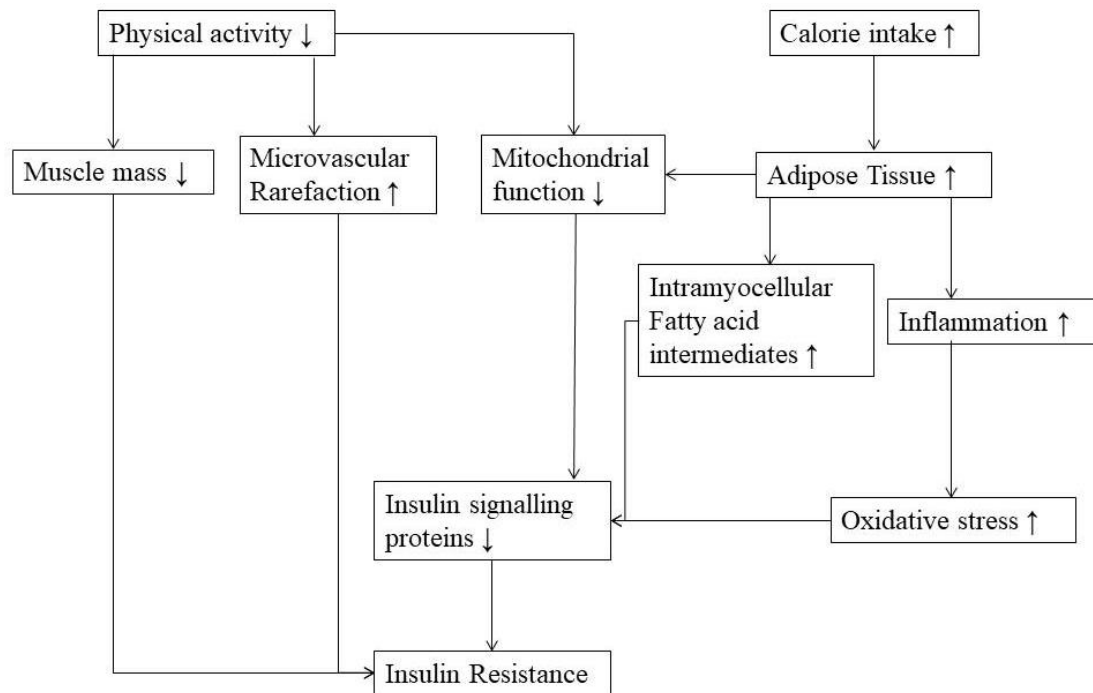 Physical activity ↓
Calorie intake ↑
Muscle mass ↓
Microvascular
Rarefaction ↑
Mitochondrial
function ↓
Adipose Tissue ↑
Intramyocellular
Fatty acid
intermediates ↑
Inflammation ↑
Insulin signalling
proteins ↓
Oxidative stress ↑
Insulin Resistance